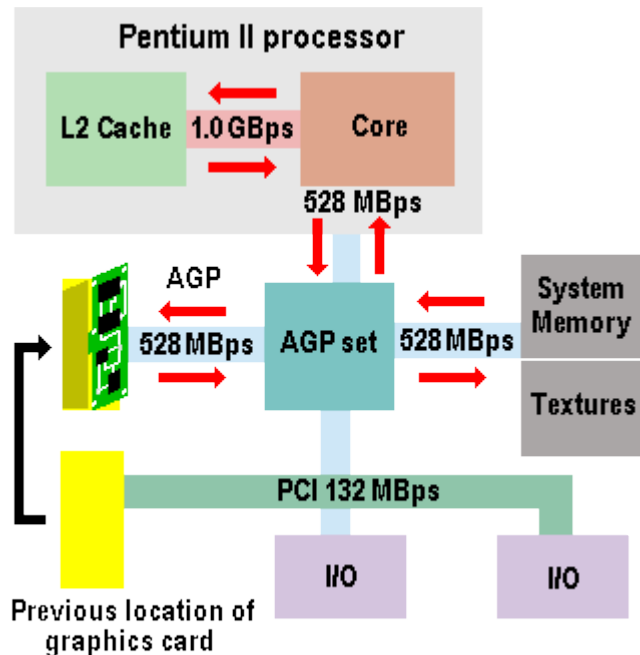 Pentium II processor
L2 Cache
1.0 GBps
Core
528 MBps
AGP
528 MBps
AGP set
528 MBps
System
Memory
Textures
PCI 132 MBps
I/O
I/O
Previous location of
graphics card